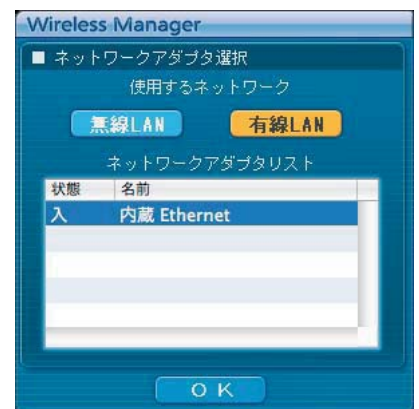 Wireless Manager
■ ネットワークアダプタ選択
使用するネットワーク
無線LAN 有線LAN
ネットワークアダプタリスト
状態 名前
入 内蔵 Ethernet
OK